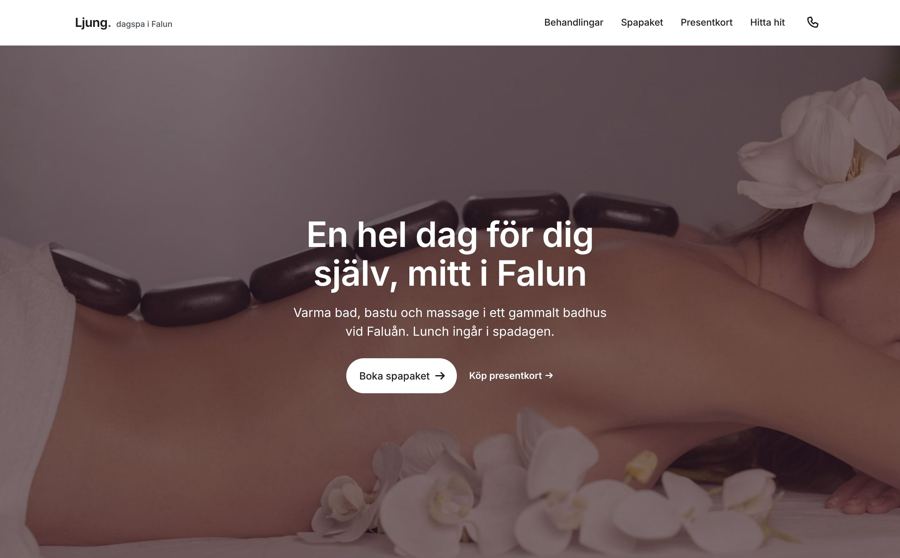 Ljung. dagspa i Falun
Behandlingar Spapaket Presentkort Hitta hit
En hel dag för dig
själv, mitt i Falun
Varma bad, bastu och massage i ett gammalt badhus
vid Faluån. Lunch ingår i spadagen.
Boka spapaket → Köp presentkort →